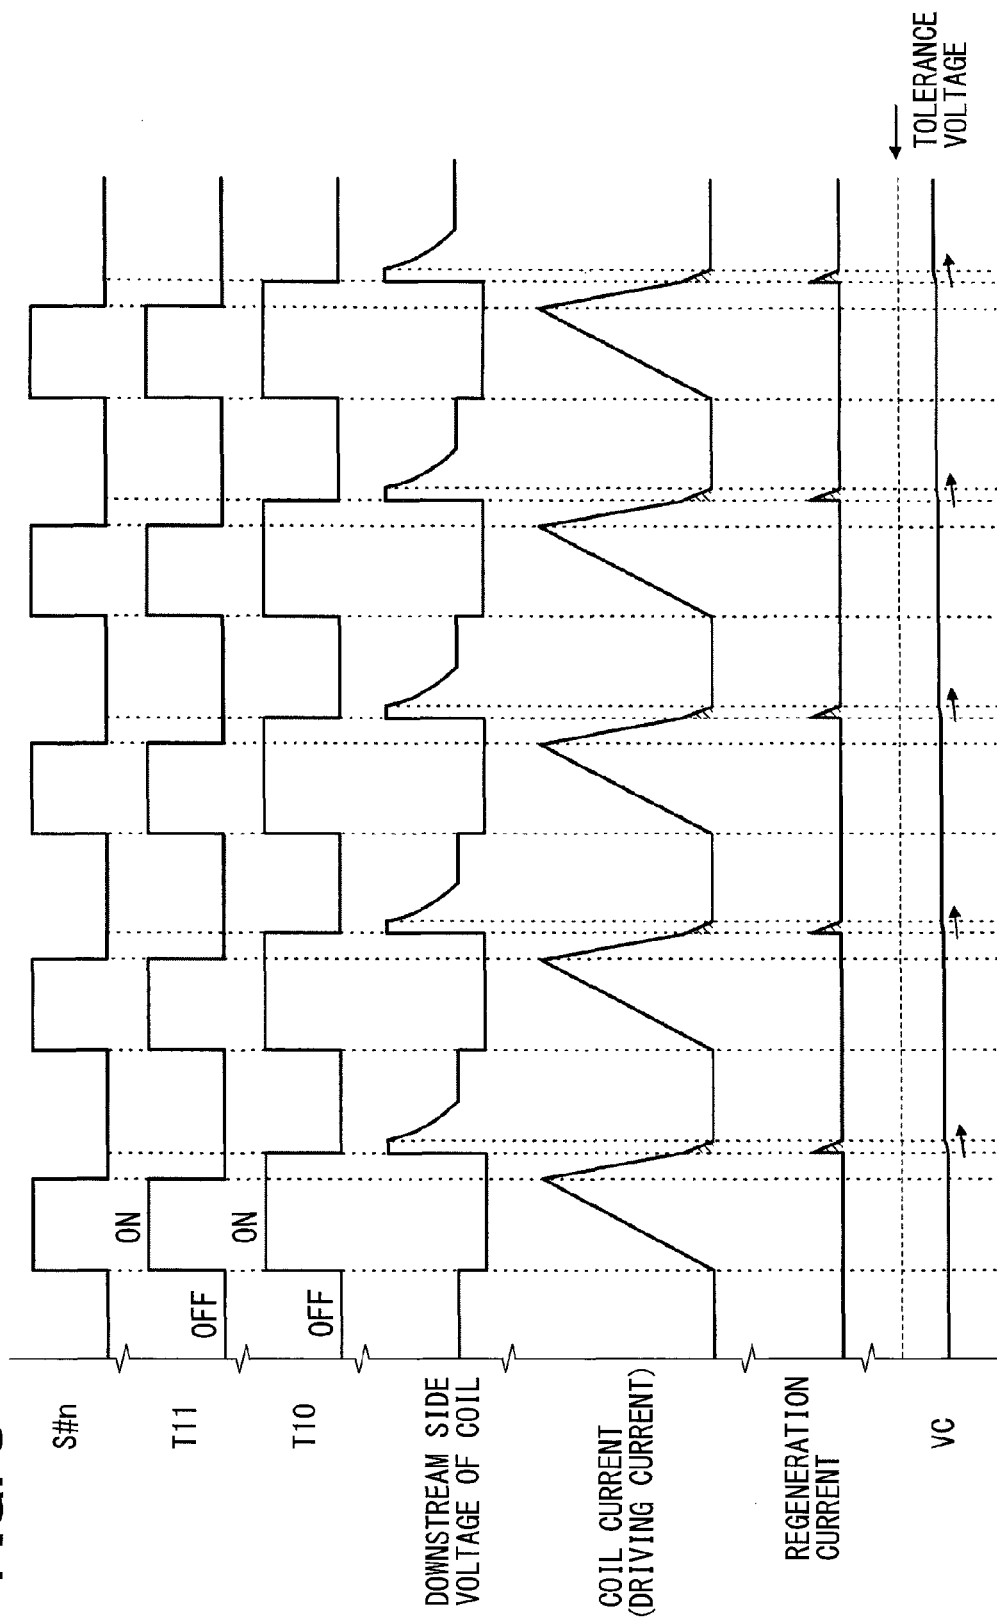 S#n
T11
OFF
ON
T10
OFF
ON
DOWNSTREAM SIDE
VOLTAGE OF COIL
COIL CURRENT
(DRIVING CURRENT)
REGENERATION
CURRENT
VC
TOLERANCE
VOLTAGE